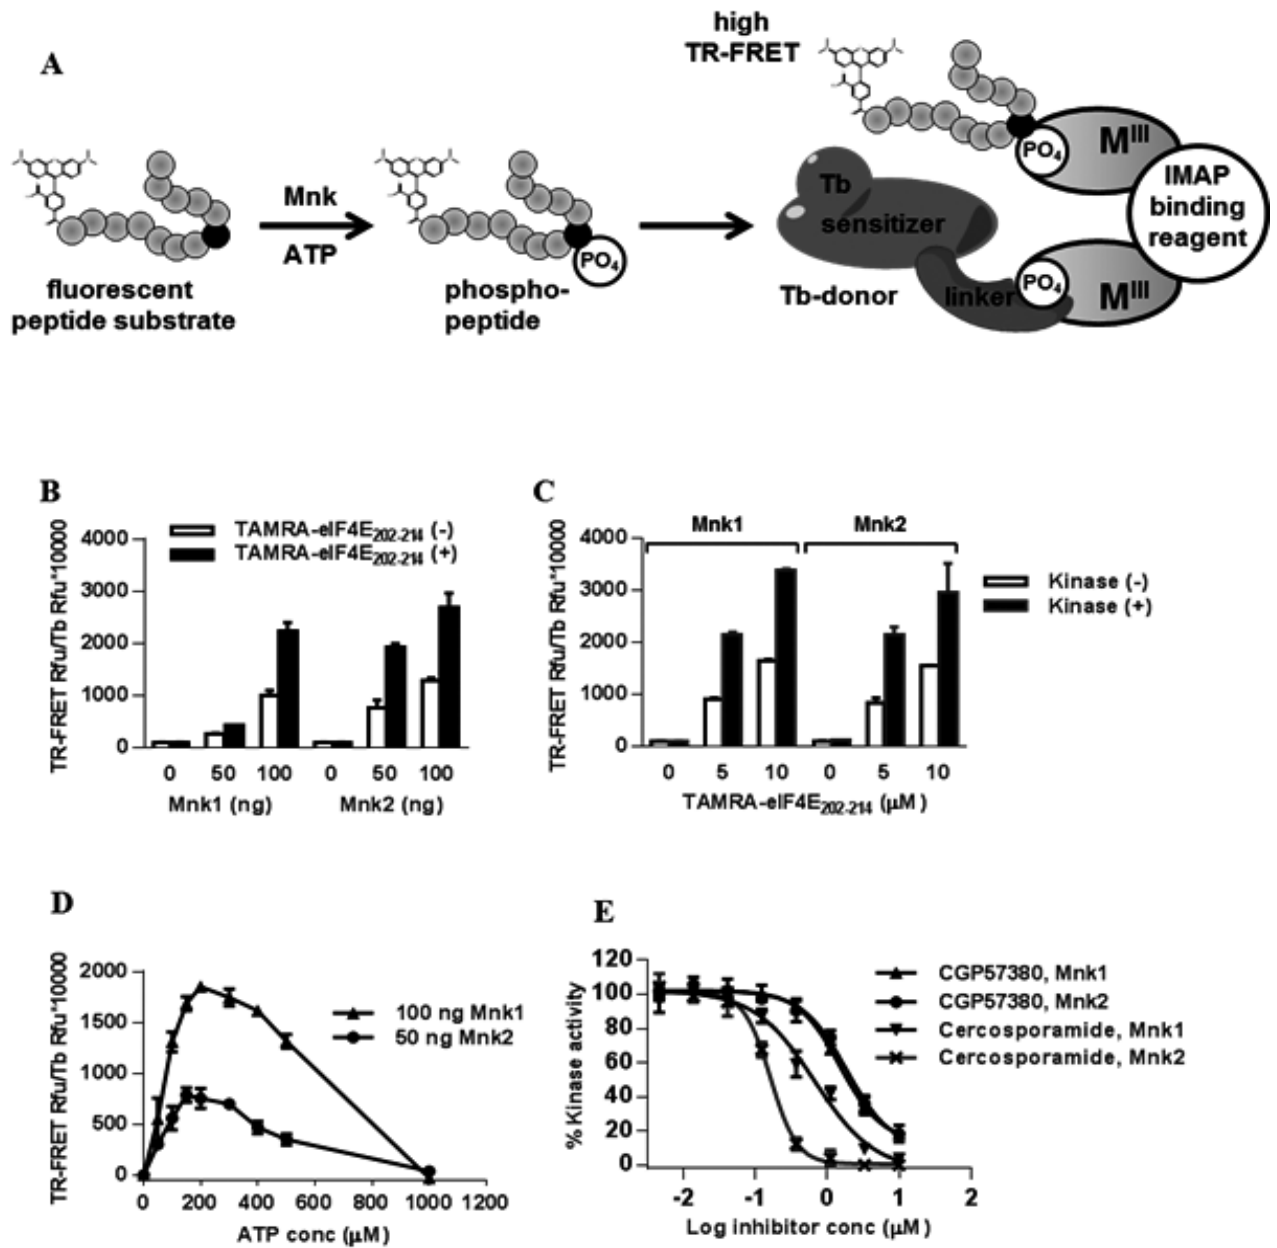 A
high
TR-FRET
Mnk
ATP
fluorescent
peptide substrate
PO4
phospho-
peptide
Tb
sensitizer
Tb-donor
linker
PO4
M^III
IMAP
binding
reagent
PO4
M^III
B
TR-FRET Rfu/Tb Rfu*10000
4000
3000
2000
1000
0
TAMRA-eIF4E202-214 (-)
TAMRA-eIF4E202-214 (+)
0 50 100 0 50 100
Mnk1 (ng) Mnk2 (ng)
C
TR-FRET Rfu/Tb Rfu*10000
4000
3000
2000
1000
0
Mnk1 Mnk2
Kinase (-)
Kinase (+)
0 5 10 0 5 10
TAMRA-eIF4E202-214 (μM)
D
TR-FRET Rfu/Tb Rfu*10000
2000
1500
1000
500
0
100 ng Mnk1
50 ng Mnk2
0 200 400 600 800 1000 1200
ATP conc (μM)
E
% Kinase activity
120
100
80
60
40
20
0
CGP57380, Mnk1
CGP57380, Mnk2
Cercosporamide, Mnk1
Cercosporamide, Mnk2
-2 -1 0 1 2
Log inhibitor conc (μM)